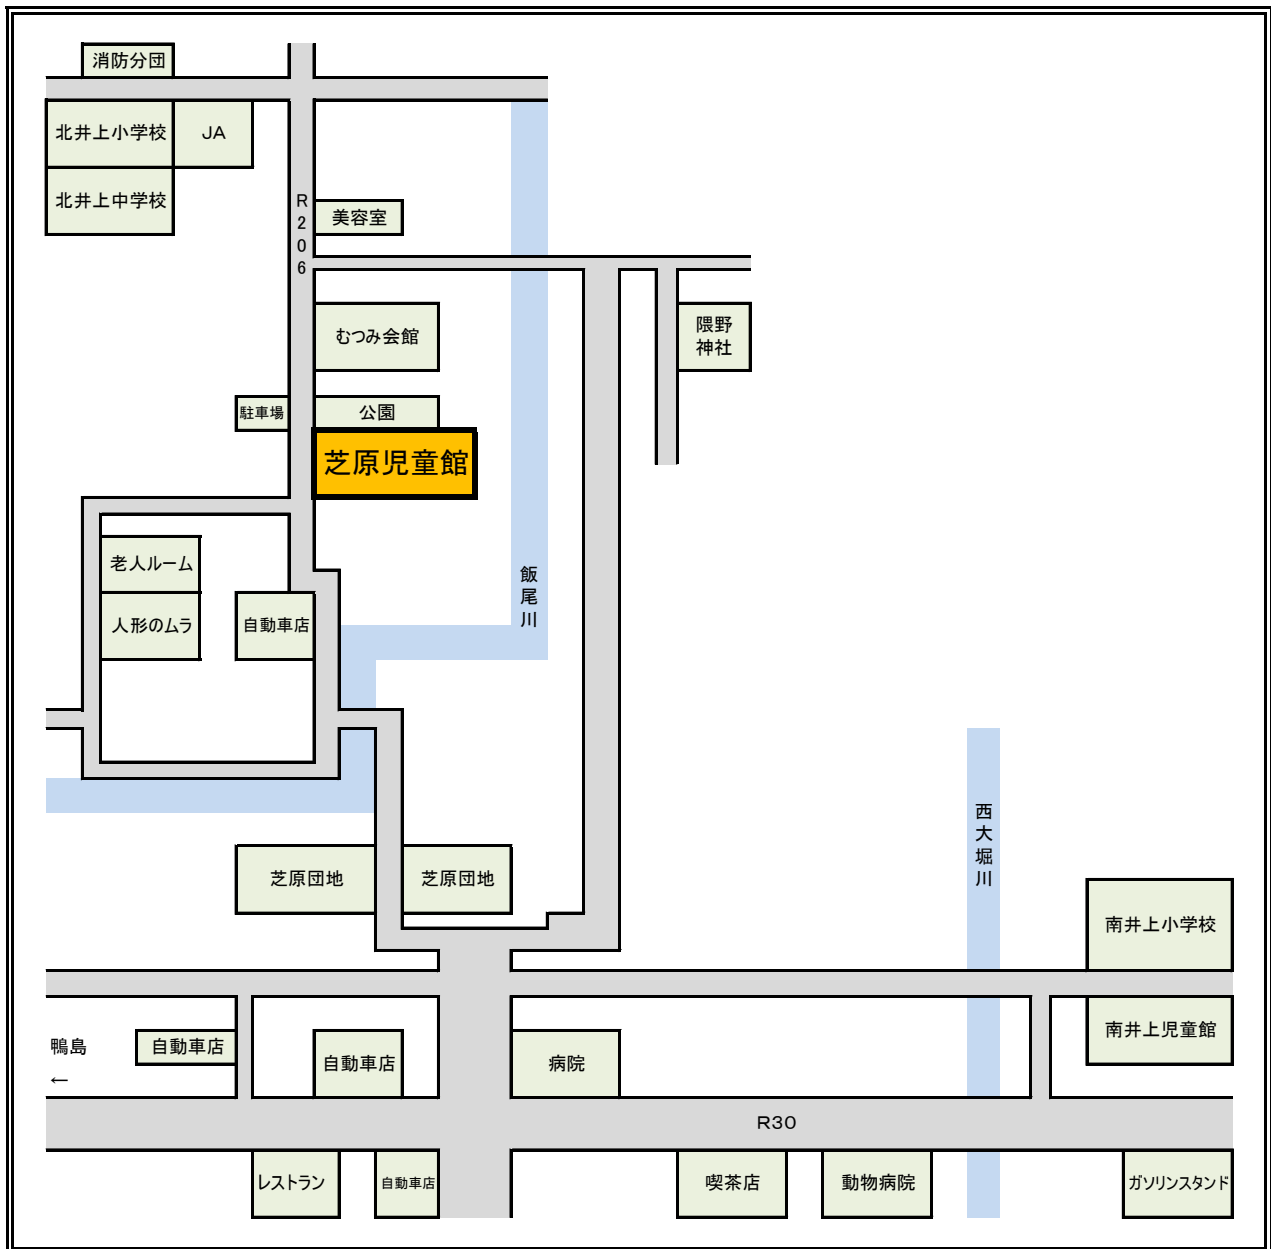 消防分団
北井上小学校
JA
北井上中学校
R206
美容室
むつみ会館
隈野
神社
駐車場
公園
芝原児童館
老人ルーム
飯尾川
人形のムラ
自動車店
西大堀川
芝原団地
芝原団地
南井上小学校
南井上児童館
鴨島
←
自動車店
自動車店
病院
R30
レストラン
自動車店
喫茶店
動物病院
ガソリンスタンド